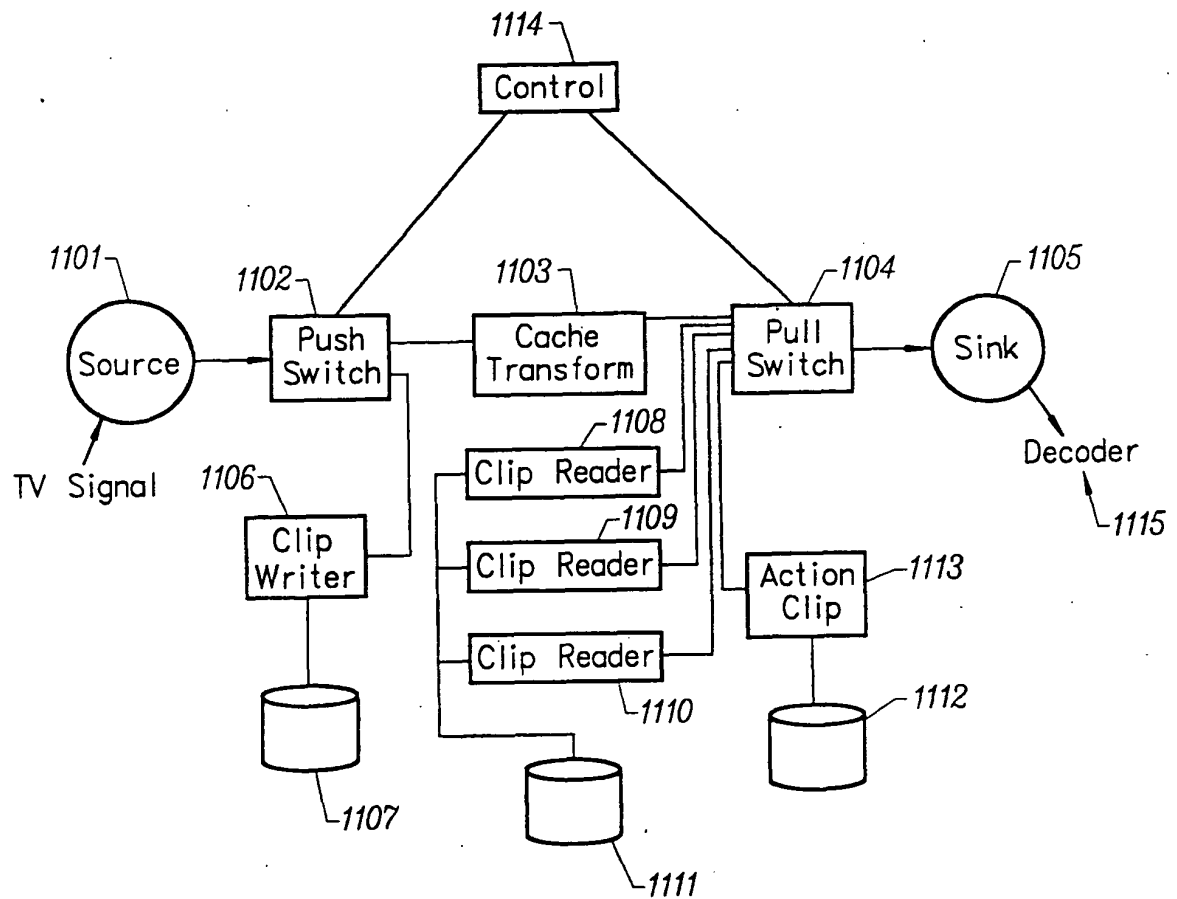 1114
Control
1101
1102
1103
1104
1105
Source
Push
Switch
Cache
Transform
Pull
Switch
Sink
TV Signal
1106
Clip
Writer
1108
Clip Reader
1109
Clip Reader
Clip Reader
1110
Decoder
1115
Action
Clip
1113
1107
1111
1112